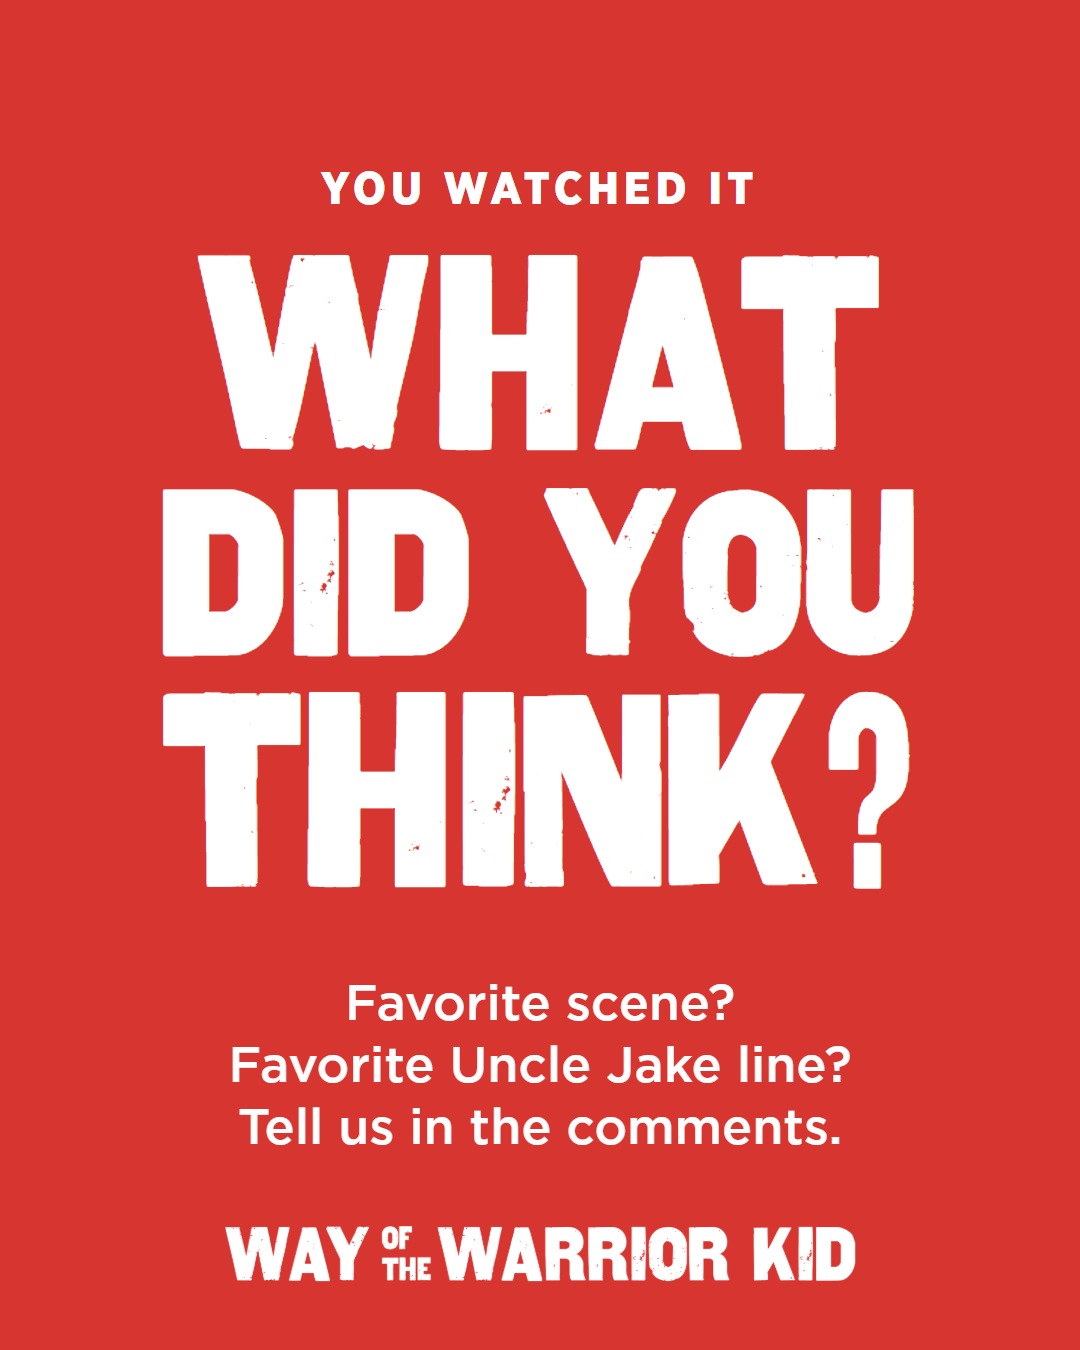 YOU WATCHED IT
WHAT
DID YOU
THINK?
Favorite scene?
Favorite Uncle Jake line?
Tell us in the comments.
WAY OF THE WARRIOR KID